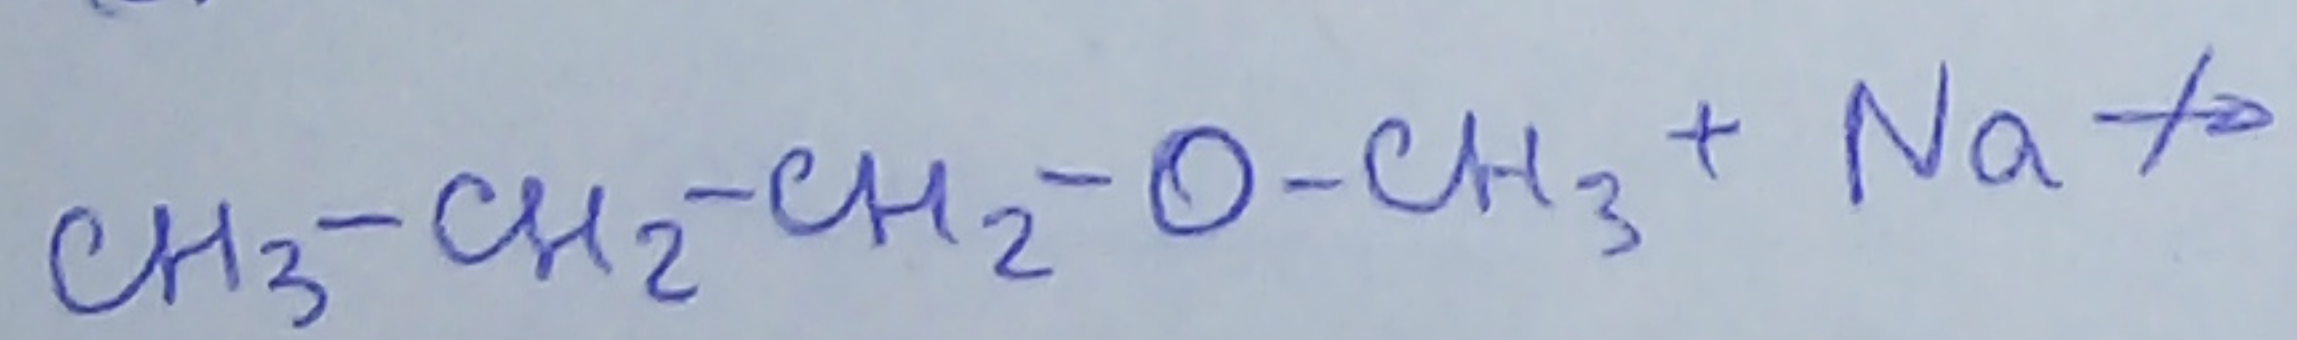 CH₃-CH₂-CH₂-O-CH₃ + Na ↛